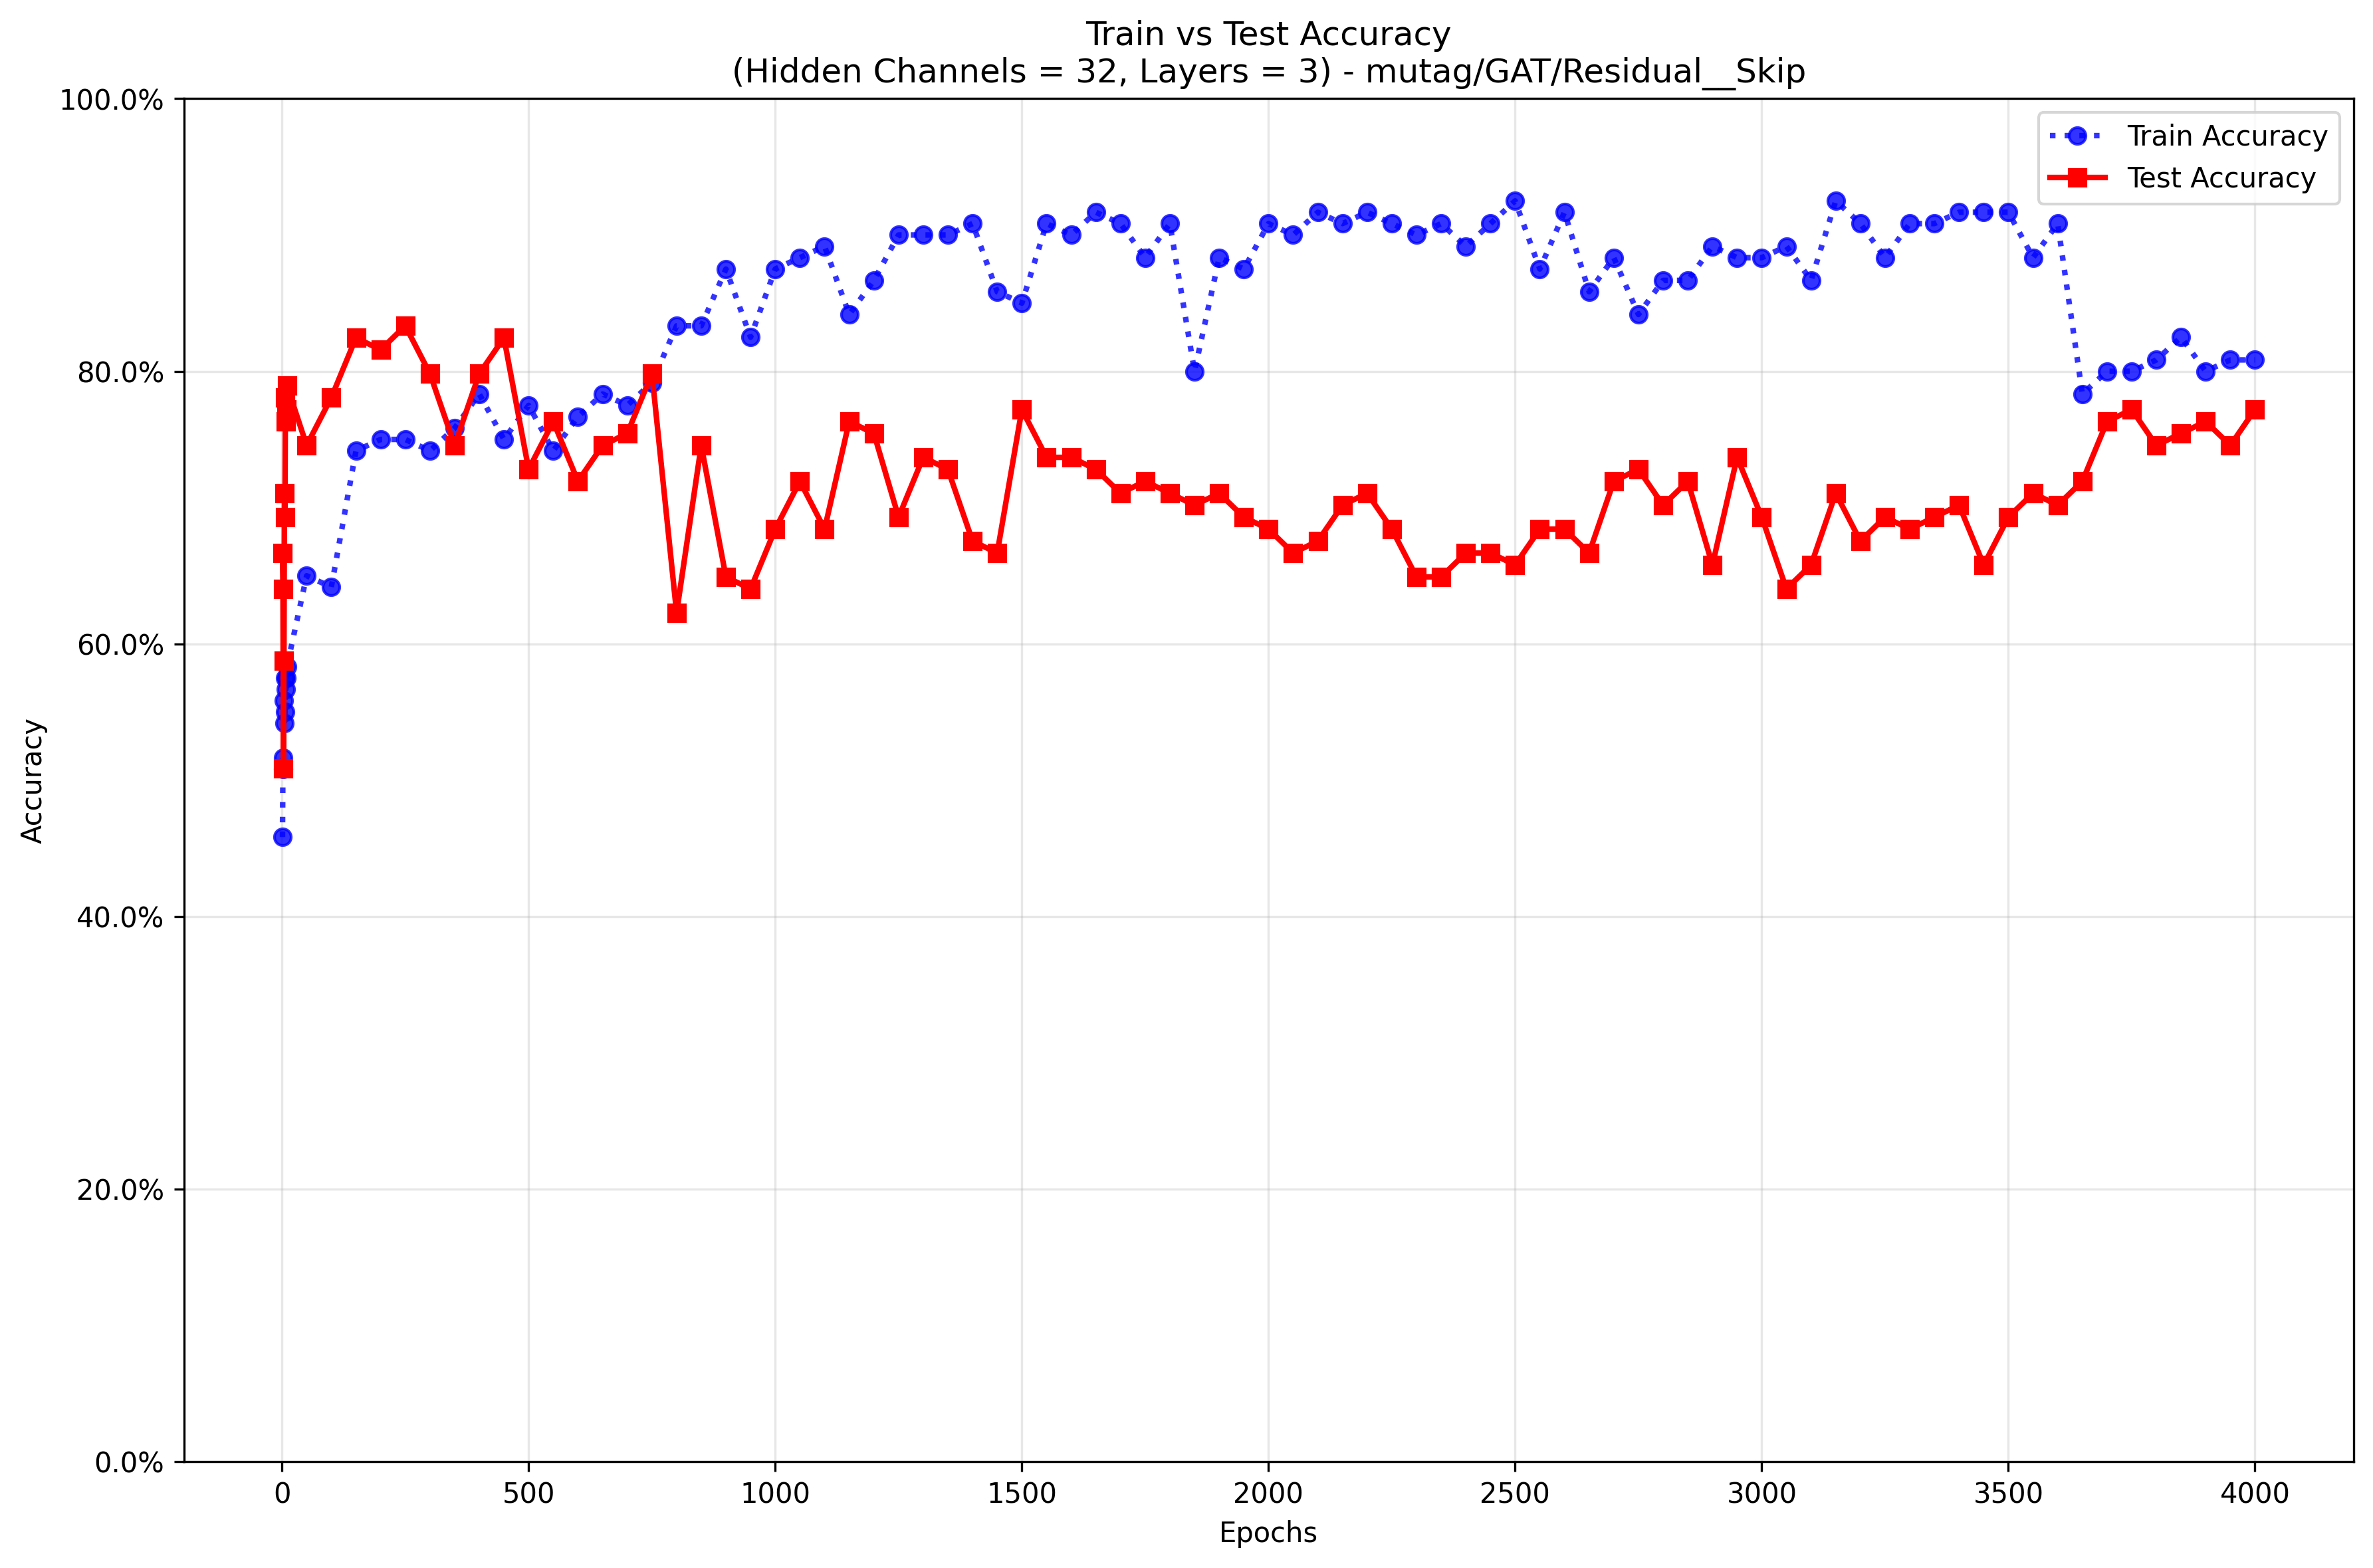 Train vs Test Accuracy
(Hidden Channels = 32, Layers = 3) - mutag/GAT/Residual__Skip
100.0%
80.0%
60.0%
40.0%
20.0%
0.0%
Accuracy
Train Accuracy
Test Accuracy
0 500 1000 1500 2000 2500 3000 3500 4000
Epochs